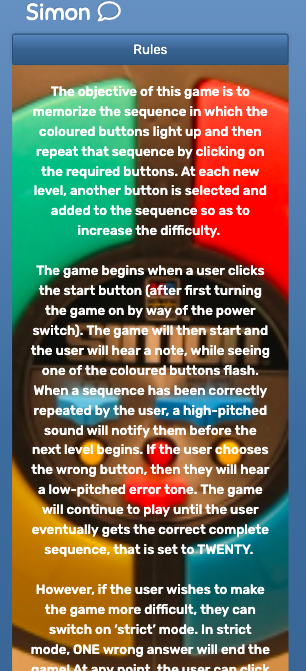 Simon
Rules
The objective of this game is to
memorize the sequence in which the
coloured buttons light up and then
repeat that sequence by clicking on
the required buttons. At each new
level, another button is selected and
added to the sequence so as to
increase the difficulty.
The game begins when a user clicks
the start button (after first turning
the game on by way of the power
switch). The game will then start and
the user will hear a note, while seeing
one of the coloured buttons flash.
When a sequence has been correctly
repeated by the user, a high-pitched
sound will notify them before the
next level begins. If the user chooses
the wrong button, then they will hear
a low-pitched error tone. The game
will continue to play until the user
eventually gets the correct complete
sequence, that is set to TWENTY.
However, if the user wishes to make
the game more difficult, they can
switch on ‘strict’ mode. In strict
mode, ONE wrong answer will end the
game! At any point, the user can click